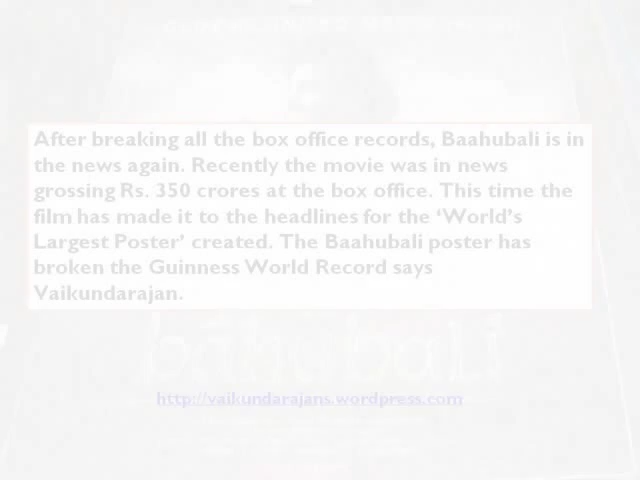 After breaking all the box office records, Baahubali is in
the news again. Recently the movie was in news
grossing Rs. 350 crores at the box office. This time the
film has made it to the headlines for the ‘World’s
Largest Poster’ created. The Baahubali poster has
broken the Guinness World Record says
Vaikundarajan.
bahubali
http://vaikundarajans.wordpress.com